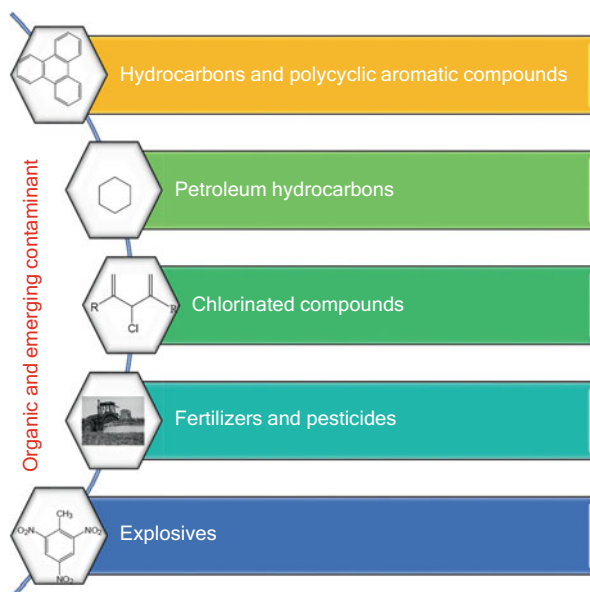 Hydrocarbons and polycyclic aromatic compounds
Petroleum hydrocarbons
Organic and emerging contaminant
R
R
Cl
Chlorinated compounds
Fertilizers and pesticides
CH₃
O₂N
NO₂
NO₂
Explosives